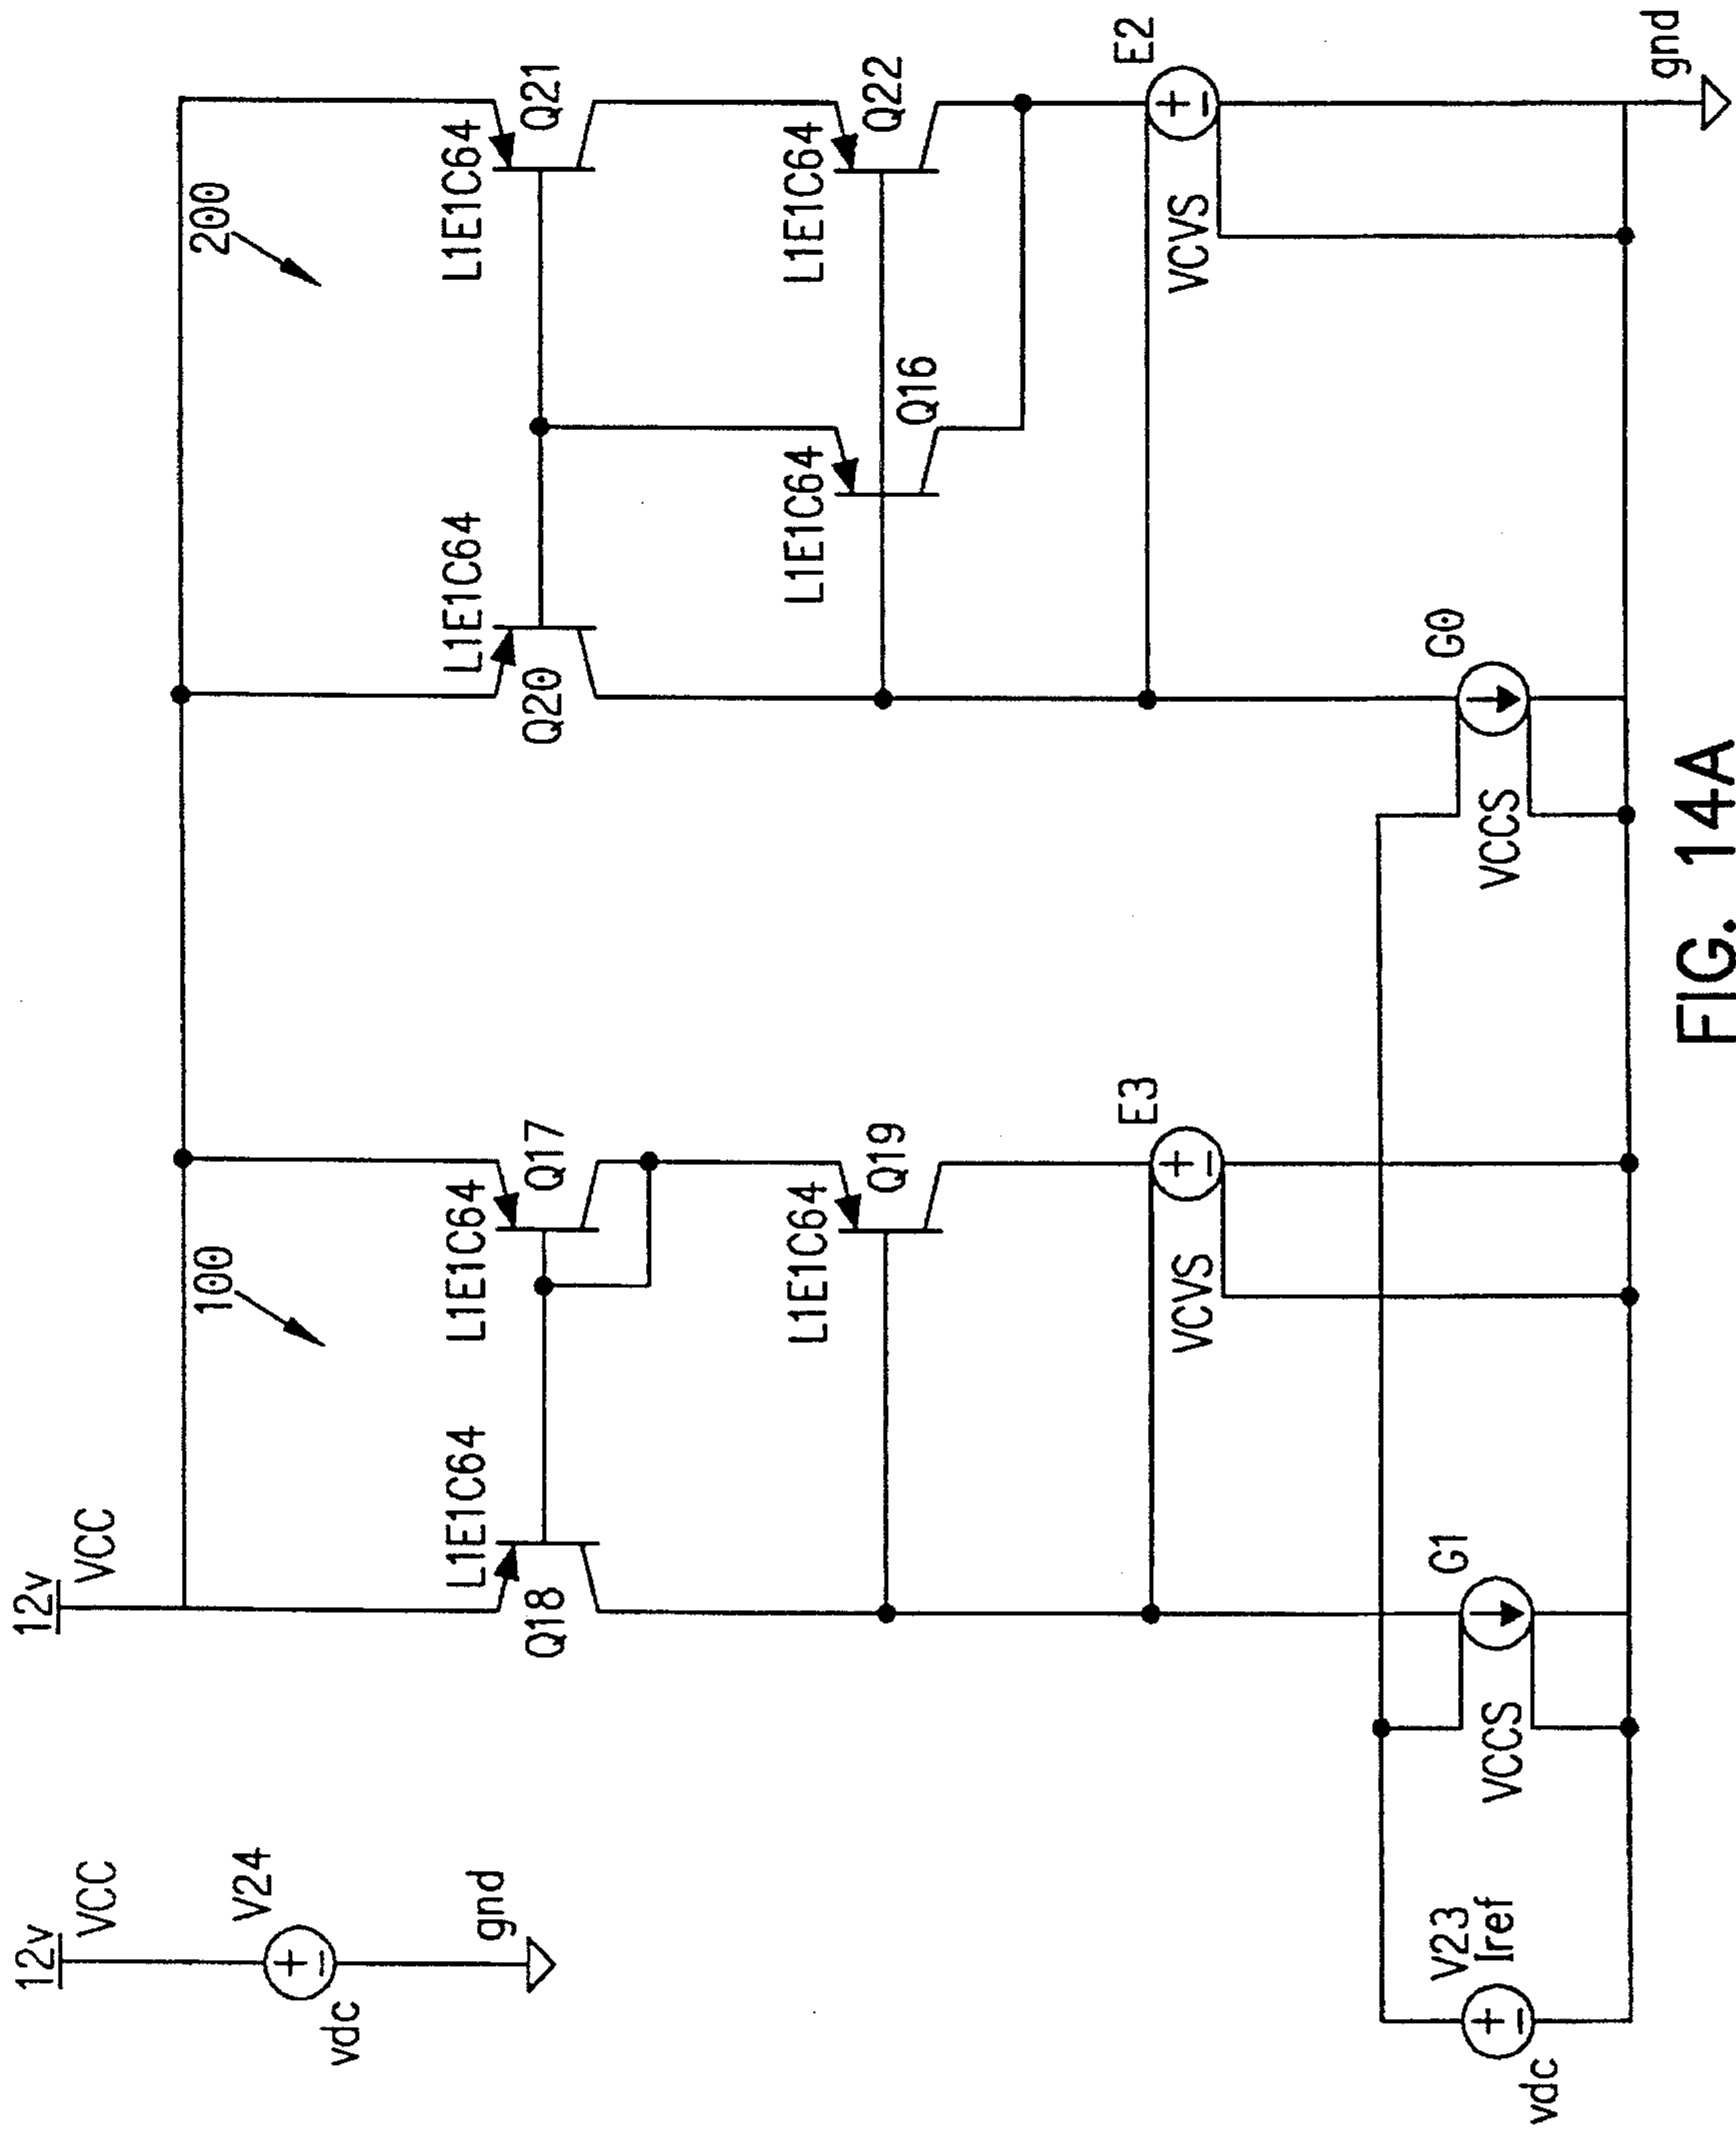 12v
VCC
V24
vdc
gnd
12v
VCC
100
200
L1E1C64
Q18
L1E1C64
Q17
L1E1C64
Q20
L1E1C64
Q21
L1E1C64
Q19
L1E1C64
Q16
L1E1C64
Q22
E3
VCVS
E2
VCVS
V23
Iref
vdc
G1
VCCS
G0
VCCS
gnd
FIG. 14A